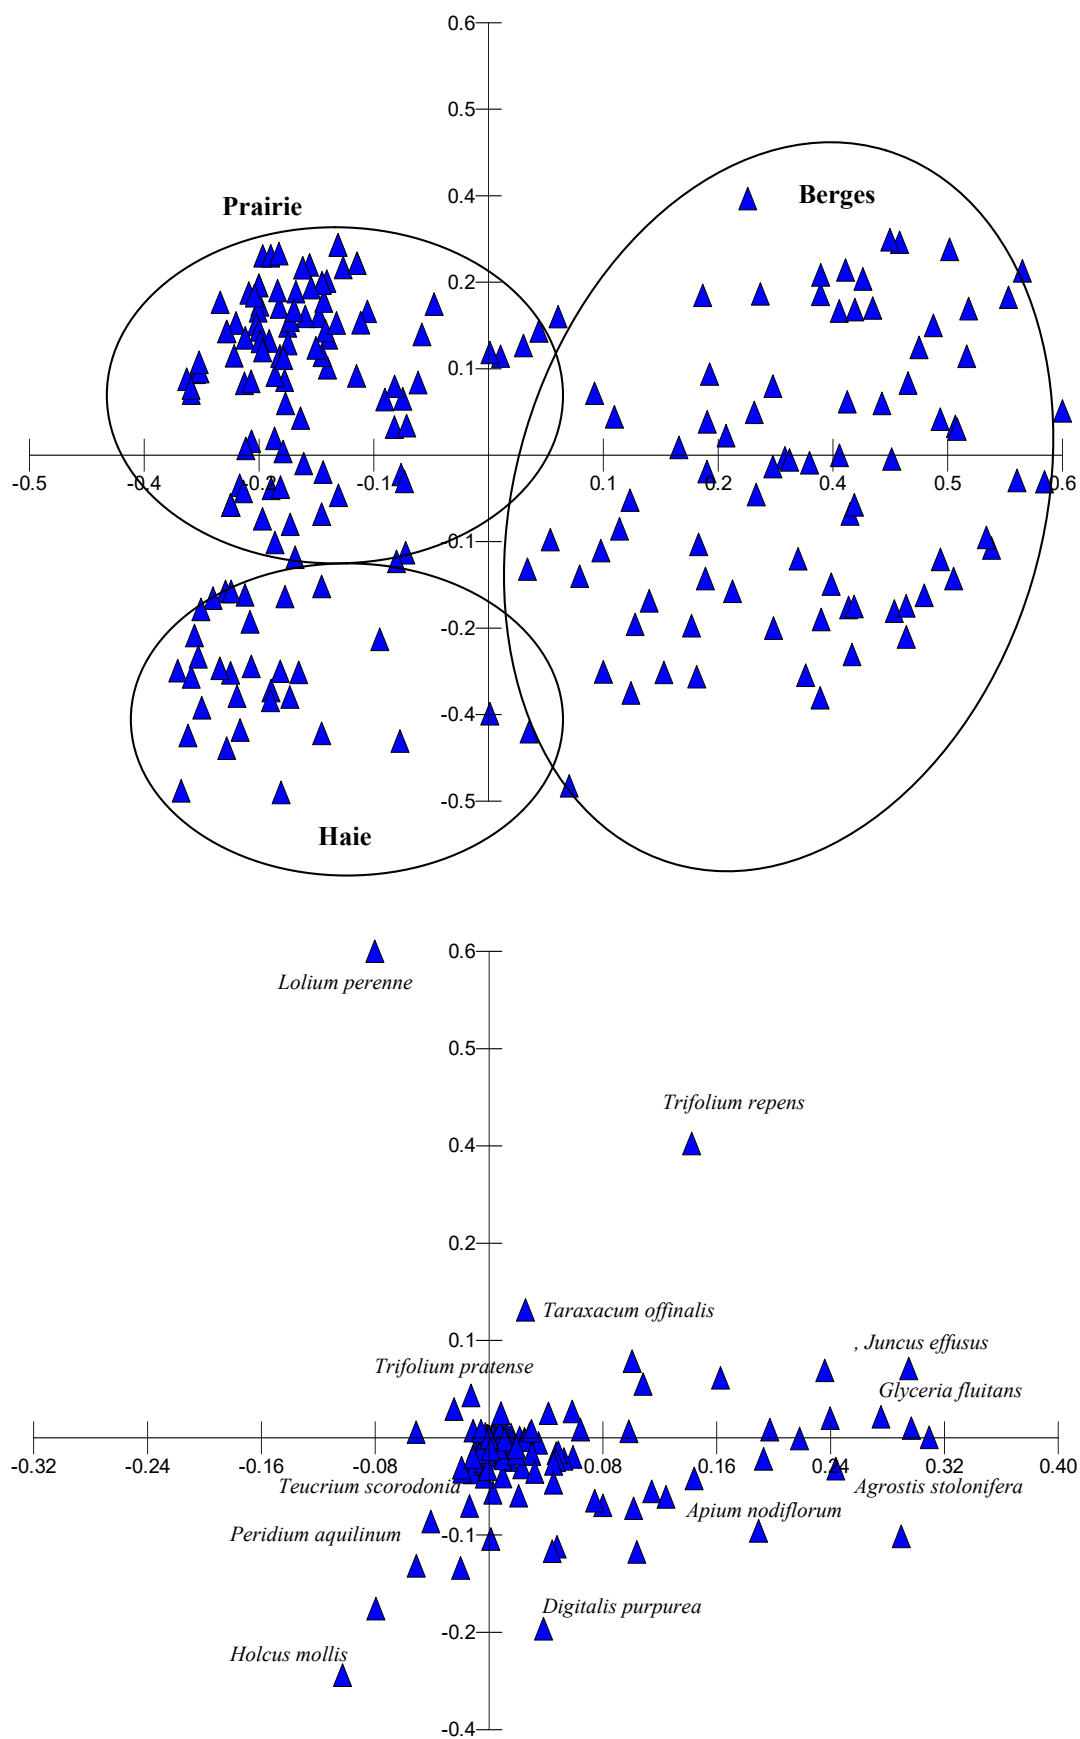 0.6
0.5
0.4
Berges
Prairie
0.2
0.1
-0.5
-0.4
-0.2
-0.1
0.1
0.2
0.4
0.5
0.6
-0.1
-0.2
-0.4
-0.5
Haie
0.6
Lolium perenne
0.5
Trifolium repens
0.4
0.2
Taraxacum offinalis
0.1
, Juncus effusus
Trifolium pratense
Glyceria fluitans
-0.32
-0.24
-0.16
-0.08
0.08
0.16
0.24
0.32
0.40
Teucrium scorodonia
Agrostis stolonifera
Apium nodiflorum
Peridium aquilinum
-0.1
Digitalis purpurea
-0.2
Holcus mollis
-0.4